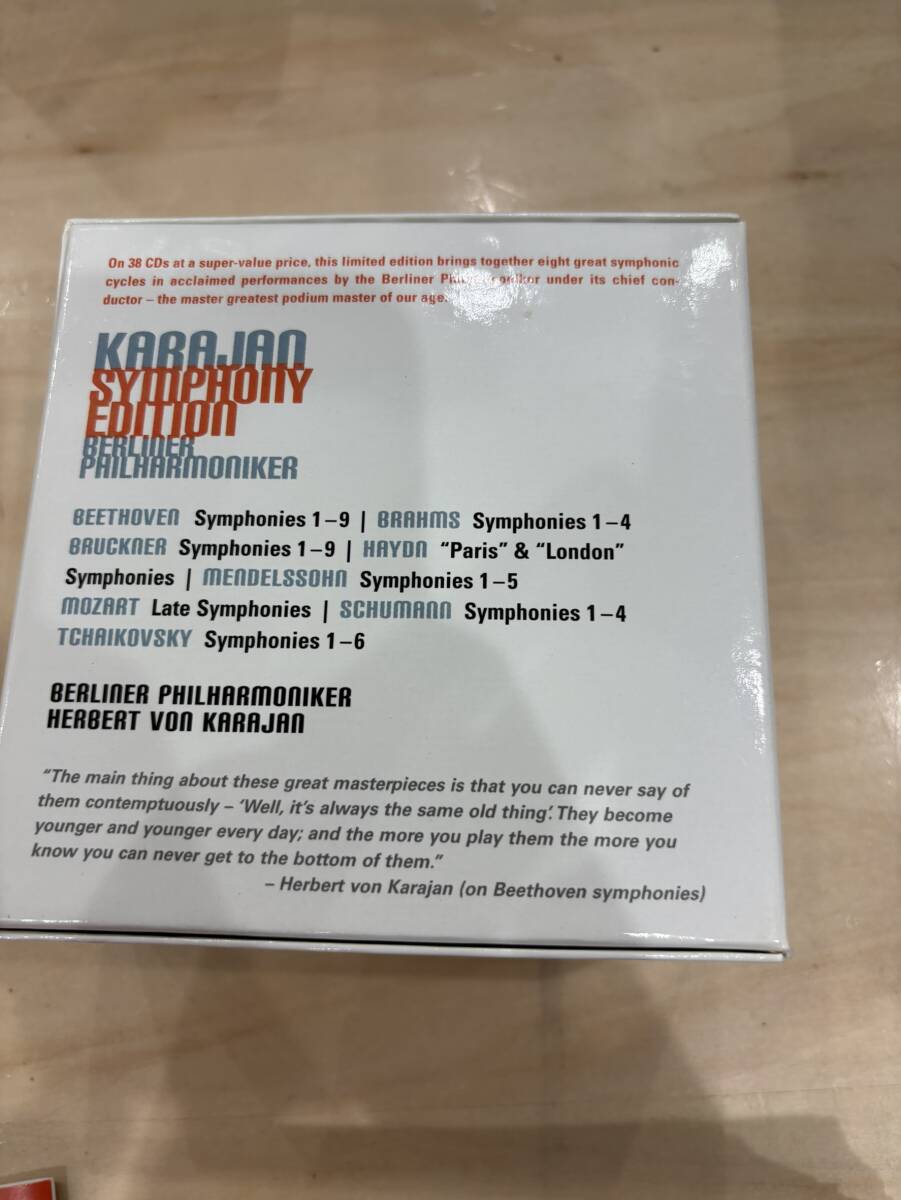 On 38 CDs at a super-value price, this limited edition brings together eight great symphonic
cycles in acclaimed performances by the Berliner Philharmoniker under its chief con-
ductor – the master greatest podium master of our age.
KARAJAN
SYMPHONY
EDITION
BERLINER
PHILHARMONIKER
BEETHOVEN Symphonies 1–9 | BRAHMS Symphonies 1–4
BRUCKNER Symphonies 1–9 | HAYDN “Paris” & “London”
Symphonies | MENDELSSOHN Symphonies 1–5
MOZART Late Symphonies | SCHUMANN Symphonies 1–4
TCHAIKOVSKY Symphonies 1–6
BERLINER PHILHARMONIKER
HERBERT VON KARAJAN
“The main thing about these great masterpieces is that you can never say of
them contemptuously – ‘Well, it’s always the same old thing’. They become
younger and younger every day; and the more you play them the more you
know you can never get to the bottom of them.”
– Herbert von Karajan (on Beethoven symphonies)